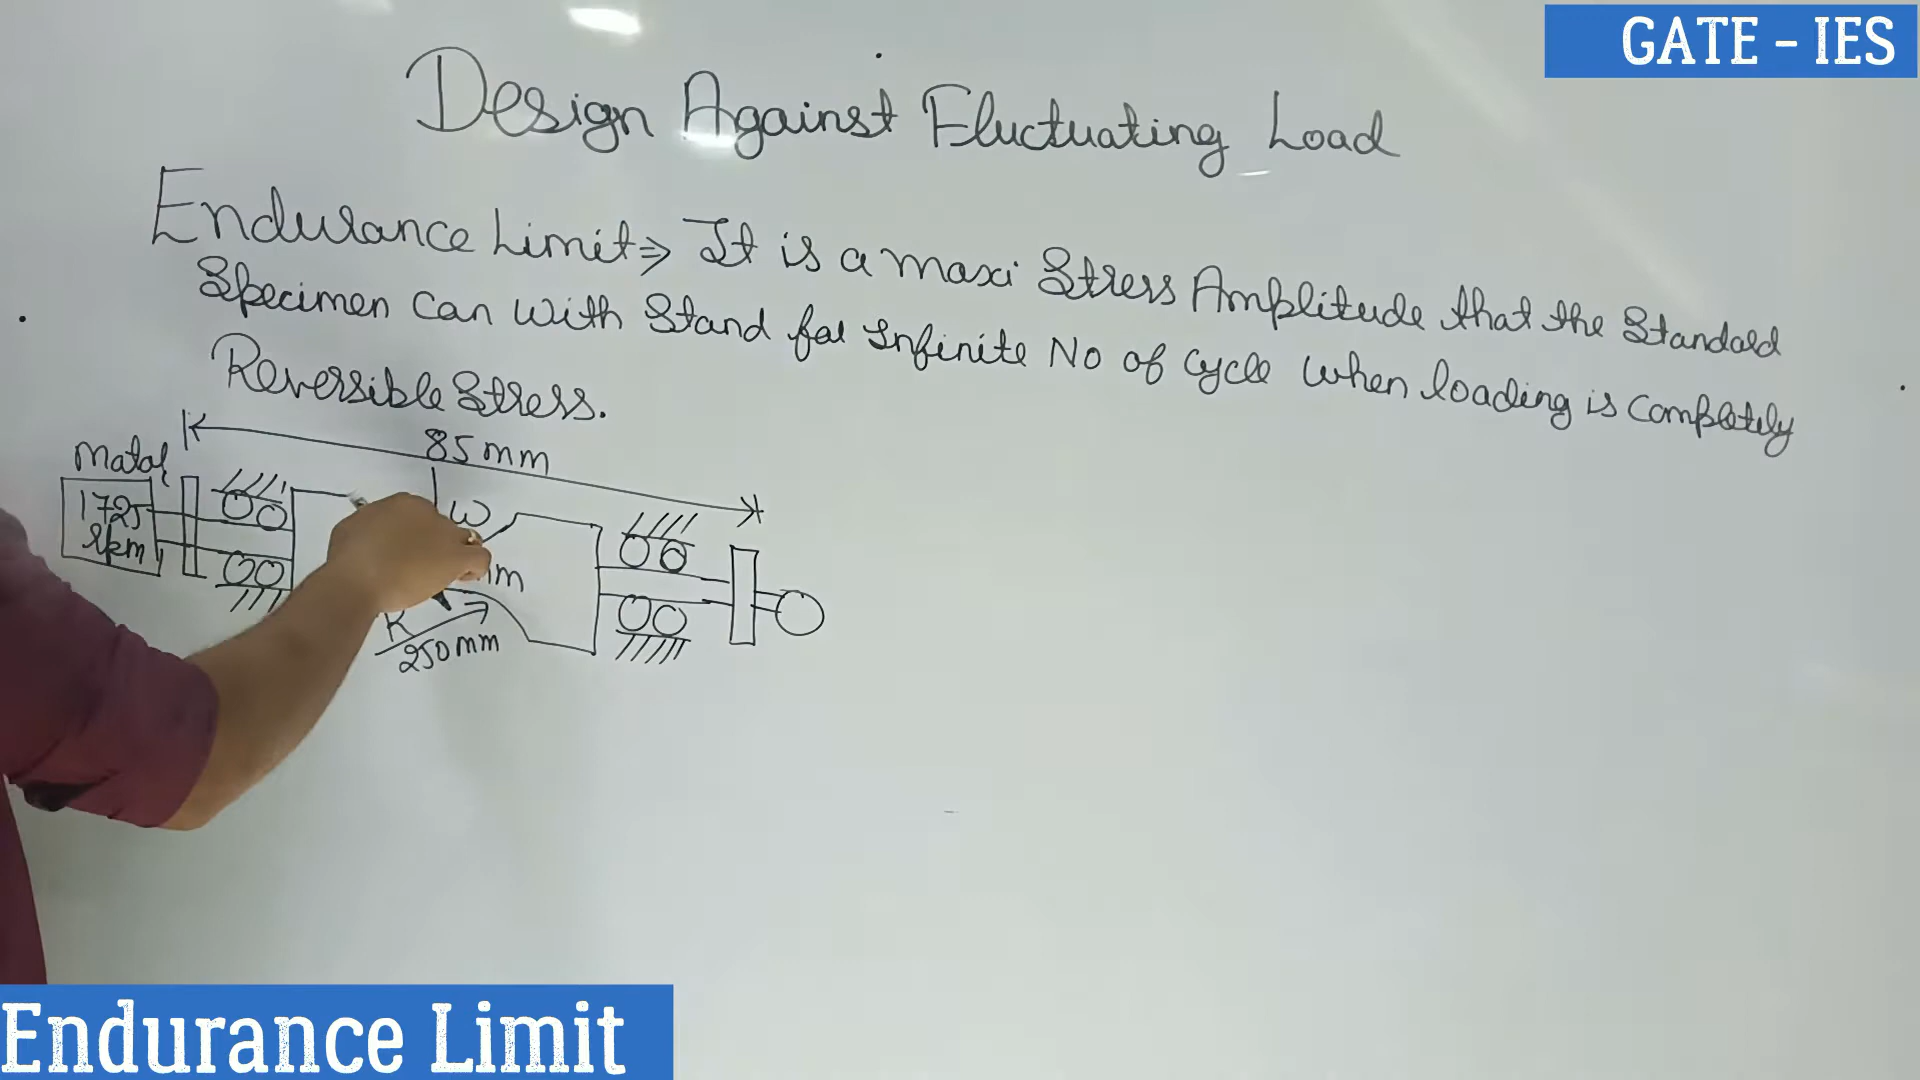 GATE - IES
Design Against Fluctuating Load
Endurance Limit ⇒ It is a maxi Stress Amplitude that the Standard
Specimen Can With Stand for Infinite No of Cycle When loading is Completely
Reversible Stress.
85 mm
Motor
1725
rpm
W
R
250 mm
Endurance Limit